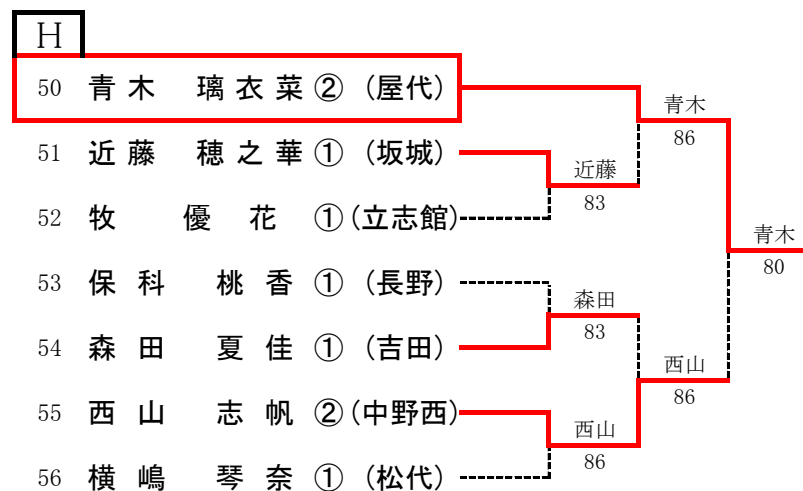 H
50 青木 璃衣菜② (屋代)
51 近藤 穂之華① (坂城)
52 牧 優花 ① (立志館)
53 保科 桃香 ① (長野)
54 森田 夏佳 ① (吉田)
55 西山 志帆 ② (中野西)
56 横嶋 琴奈 ① (松代)
近藤
83
森田
83
西山
86
青木
86
西山
86
青木
80